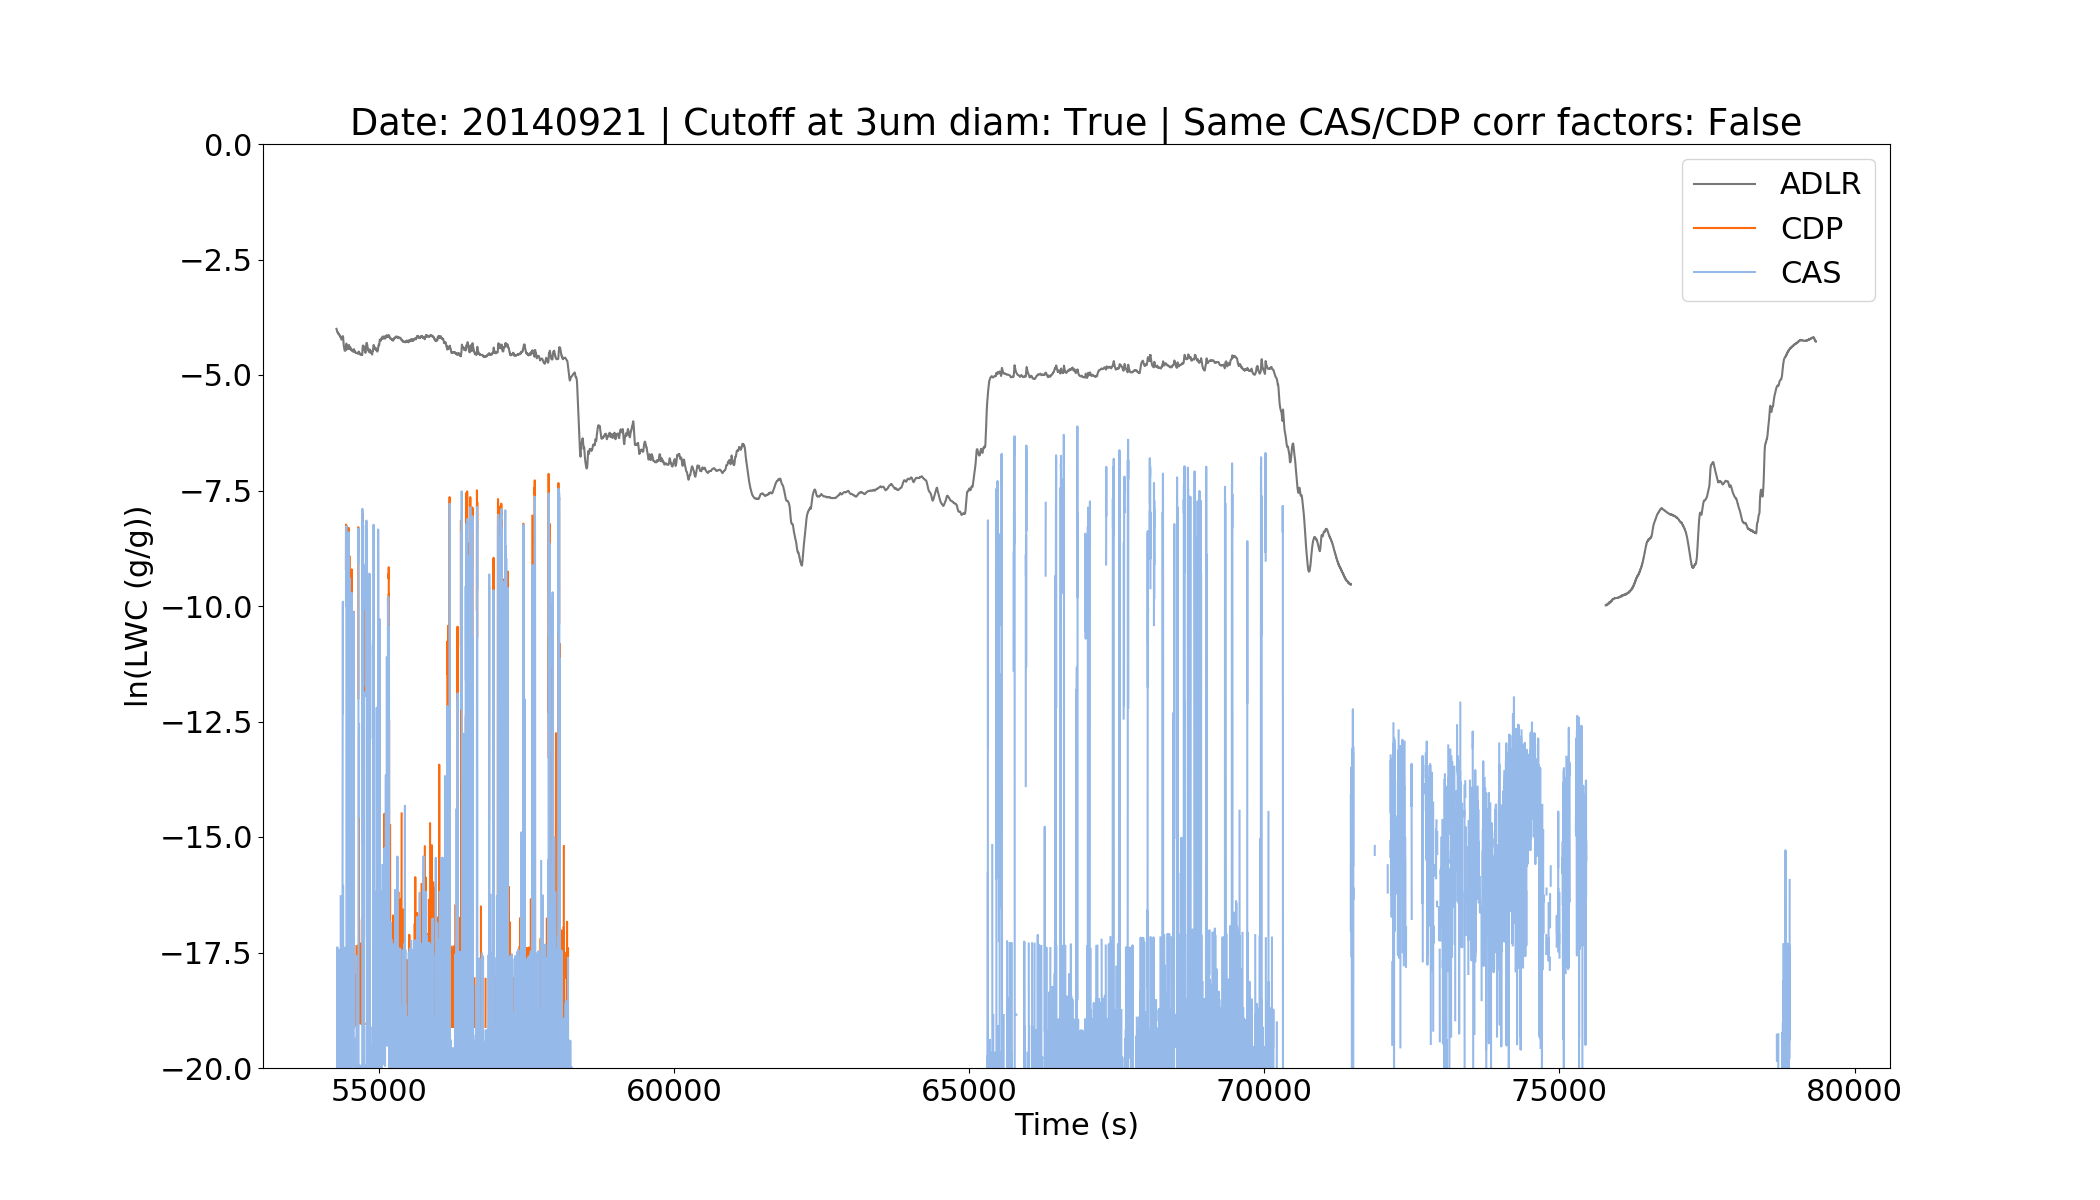 Date: 20140921 | Cutoff at 3um diam: True | Same CAS/CDP corr factors: False
0.0
−2.5
−5.0
−7.5
−10.0
−12.5
−15.0
−17.5
−20.0
ln(LWC (g/g))
ADLR
CDP
CAS
55000 60000 65000 70000 75000 80000
Time (s)